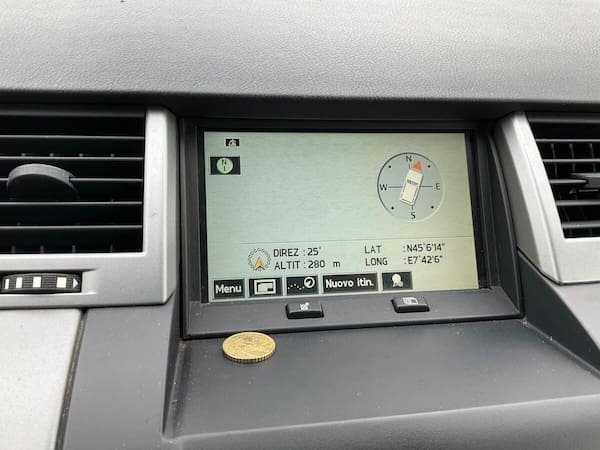 N
N
W E
S
DIREZ : 25'
LAT : N45°6'14"
ALTIT : 280 m
LONG : E7°42'6"
Menu
Nuovo itin.